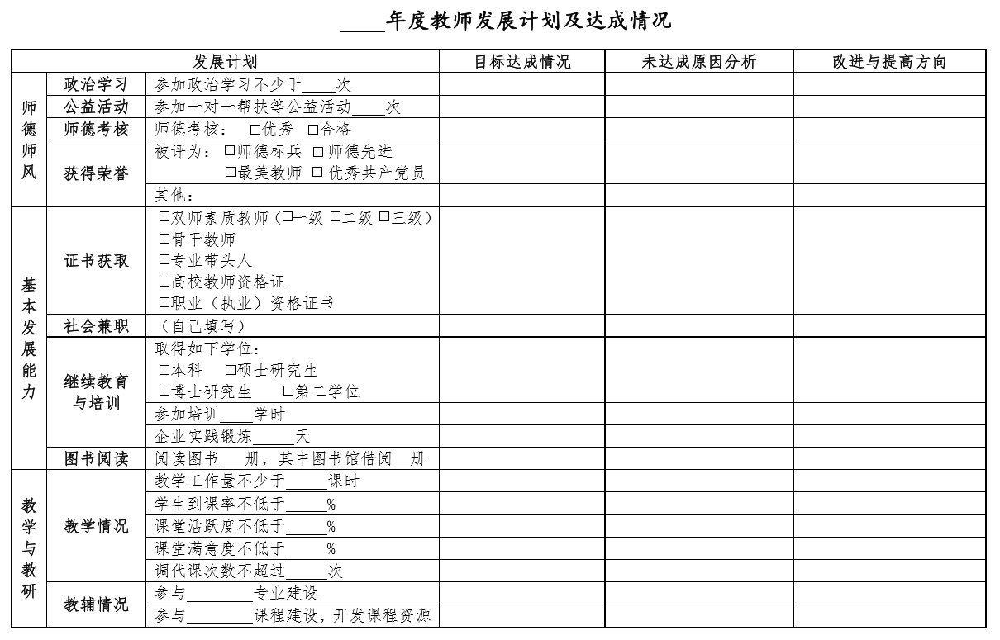 ____年度教师发展计划及达成情况
发展计划 目标达成情况 未达成原因分析 改进与提高方向
师德师风
政治学习 参加政治学习不少于____次
公益活动 参加一对一帮扶等公益活动____次
师德考核 师德考核： □优秀 □合格
获得荣誉
被评为：□师德标兵 □ 师德先进
□最美教师 □ 优秀共产党员
其他：
基本发展能力
证书获取
□双师素质教师（□一级 □二级 □三级）
□骨干教师
□专业带头人
□高校教师资格证
□职业（执业）资格证书
社会兼职 （自己填写）
继续教育
与培训
取得如下学位：
□本科 □硕士研究生
□博士研究生 □第二学位
参加培训____学时
企业实践锻炼_____天
图书阅读 阅读图书___册，其中图书馆借阅__册
教学与教研
教学情况
教学工作量不少于_____课时
学生到课率不低于_____%
课堂活跃度不低于_____%
课堂满意度不低于_____%
调代课次数不超过_____次
教辅情况
参与________专业建设
参与________课程建设，开发课程资源